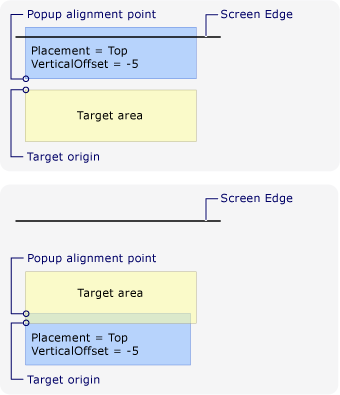 Popup alignment point
Screen Edge
Placement = Top
VerticalOffset = -5
Target area
Target origin
Screen Edge
Popup alignment point
Target area
Placement = Top
VerticalOffset = -5
Target origin